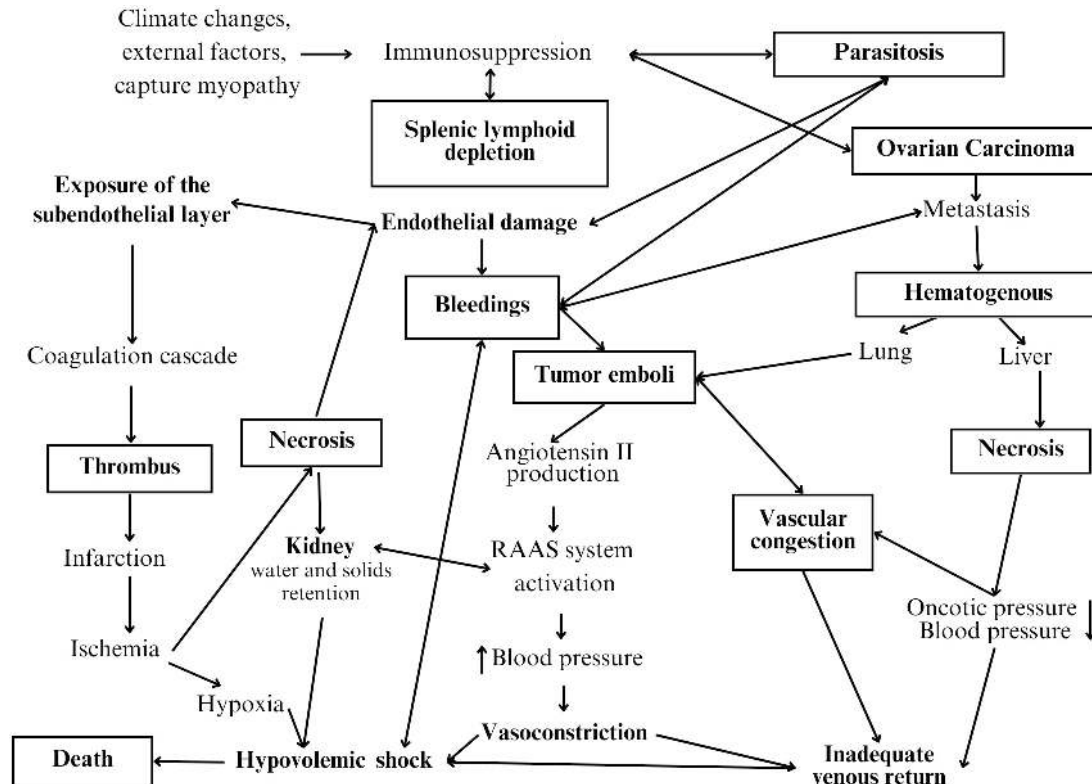 Climate changes,
external factors,
capture myopathy
Immunosuppression
Parasitosis
Splenic lymphoid
depletion
Ovarian Carcinoma
Exposure of the
subendothelial layer
Endothelial damage
Metastasis
Bleedings
Hematogenous
Coagulation cascade
Lung
Liver
Tumor emboli
Necrosis
Thrombus
Angiotensin II
production
Necrosis
Vascular
congestion
Infarction
Kidney
water and solids
retention
RAAS system
activation
Oncotic pressure
Blood pressure
Ischemia
Blood pressure
Hypoxia
Vasoconstriction
Death
Hypovolemic shock
Inadequate
venous return